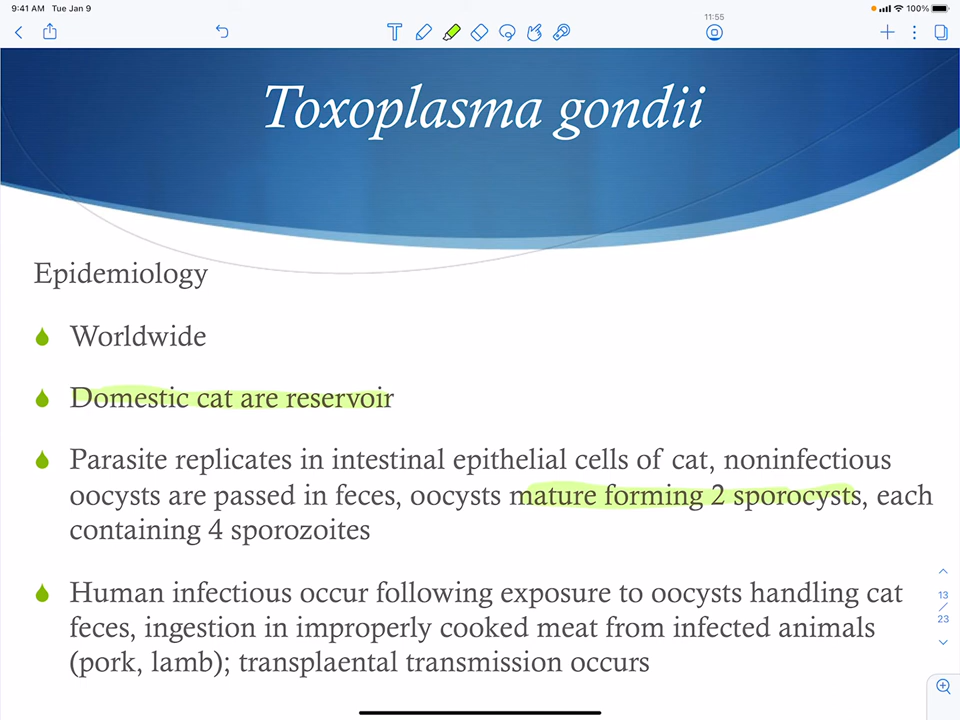 9:41 AM Tue Jan 9
100%
11:55
Toxoplasma gondii
Epidemiology
Worldwide
Domestic cat are reservoir
Parasite replicates in intestinal epithelial cells of cat, noninfectious
oocysts are passed in feces, oocysts mature forming 2 sporocysts, each
containing 4 sporozoites
Human infectious occur following exposure to oocysts handling cat
feces, ingestion in improperly cooked meat from infected animals
(pork, lamb); transplaental transmission occurs
13
/
23